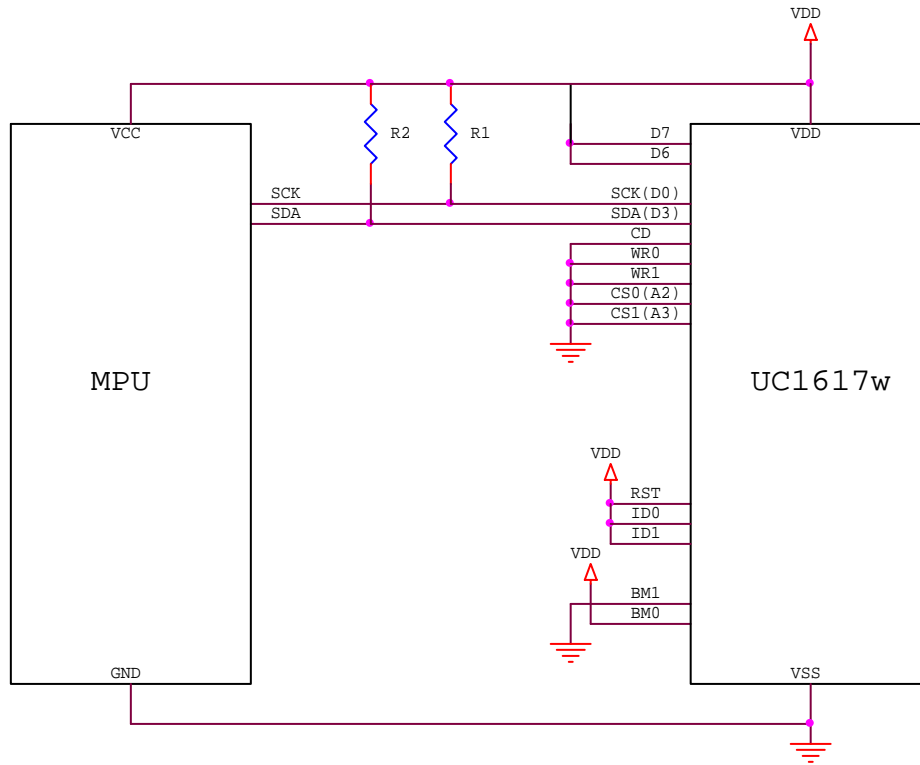 VDD
VCC
R2
R1
D7
VDD
D6
SCK
SCK(D0)
SDA
SDA(D3)
CD
WR0
WR1
CS0(A2)
CS1(A3)
MPU
UC1617w
VDD
RST
ID0
ID1
VDD
BM1
BM0
GND
VSS